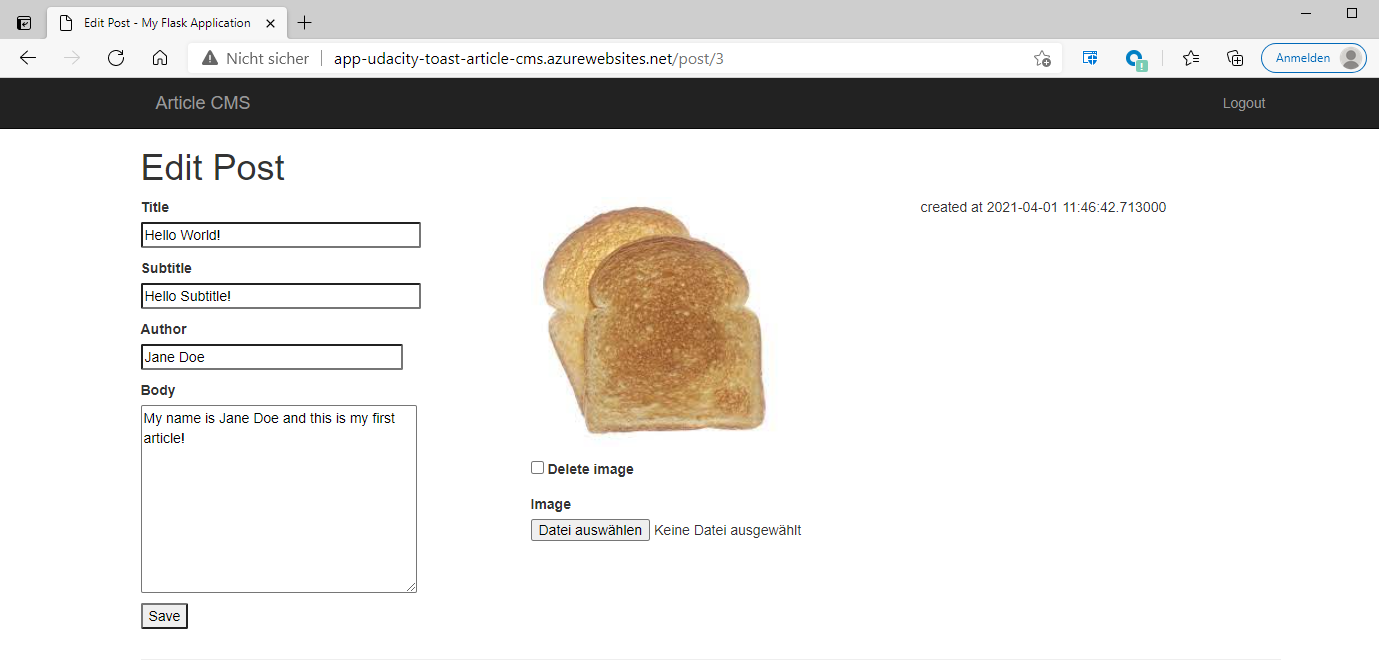 Edit Post - My Flask Application
Nicht sicher
app-udacity-toast-article-cms.azurewebsites.net/post/3
Anmelden
Article CMS
Logout
Edit Post
Title
Hello World!
Subtitle
Hello Subtitle!
Author
Jane Doe
Body
My name is Jane Doe and this is my first
article!
Save
Delete image
Image
Datei auswählen Keine Datei ausgewählt
created at 2021-04-01 11:46:42.713000